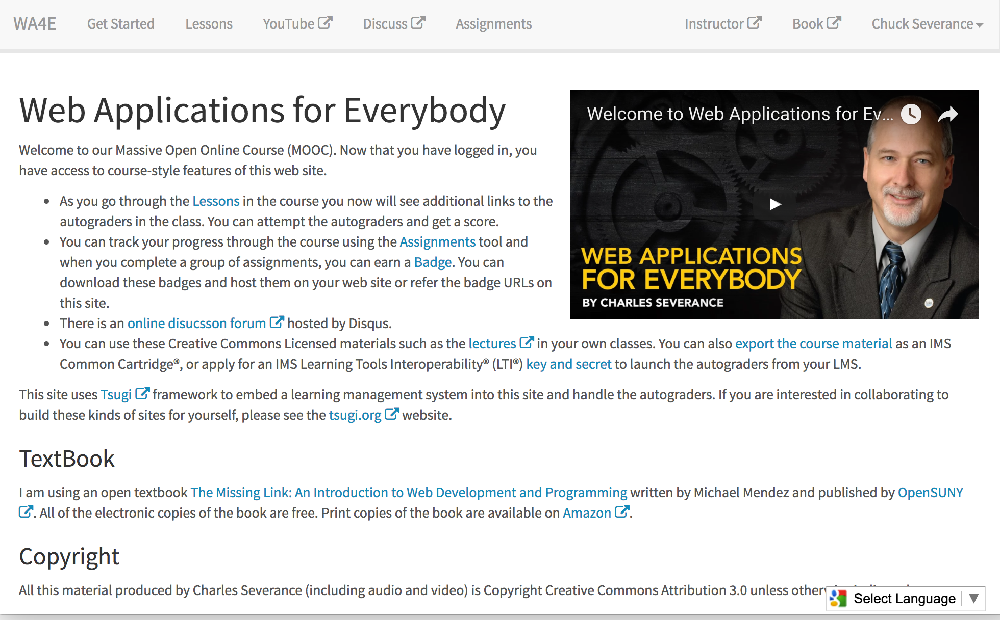 WA4E Get Started Lessons YouTube Discuss Assignments Instructor Book Chuck Severance
Web Applications for Everybody
Welcome to our Massive Open Online Course (MOOC). Now that you have logged in, you
have access to course-style features of this web site.
As you go through the Lessons in the course you now will see additional links to the
autograders in the class. You can attempt the autograders and get a score.
You can track your progress through the course using the Assignments tool and
when you complete a group of assignments, you can earn a Badge. You can
download these badges and host them on your web site or refer the badge URLs on
this site.
There is an online disucsson forum hosted by Disqus.
Welcome to Web Applications for Ev...
WEB APPLICATIONS
FOR EVERYBODY
BY CHARLES SEVERANCE
You can use these Creative Commons Licensed materials such as the lectures in your own classes. You can also export the course material as an IMS
Common Cartridge®, or apply for an IMS Learning Tools Interoperability® (LTI®) key and secret to launch the autograders from your LMS.
This site uses Tsugi framework to embed a learning management system into this site and handle the autograders. If you are interested in collaborating to
build these kinds of sites for yourself, please see the tsugi.org website.
TextBook
I am using an open textbook The Missing Link: An Introduction to Web Development and Programming written by Michael Mendez and published by OpenSUNY
. All of the electronic copies of the book are free. Print copies of the book are available on Amazon .
Copyright
All this material produced by Charles Severance (including audio and video) is Copyright Creative Commons Attribution 3.0 unless
Select Language